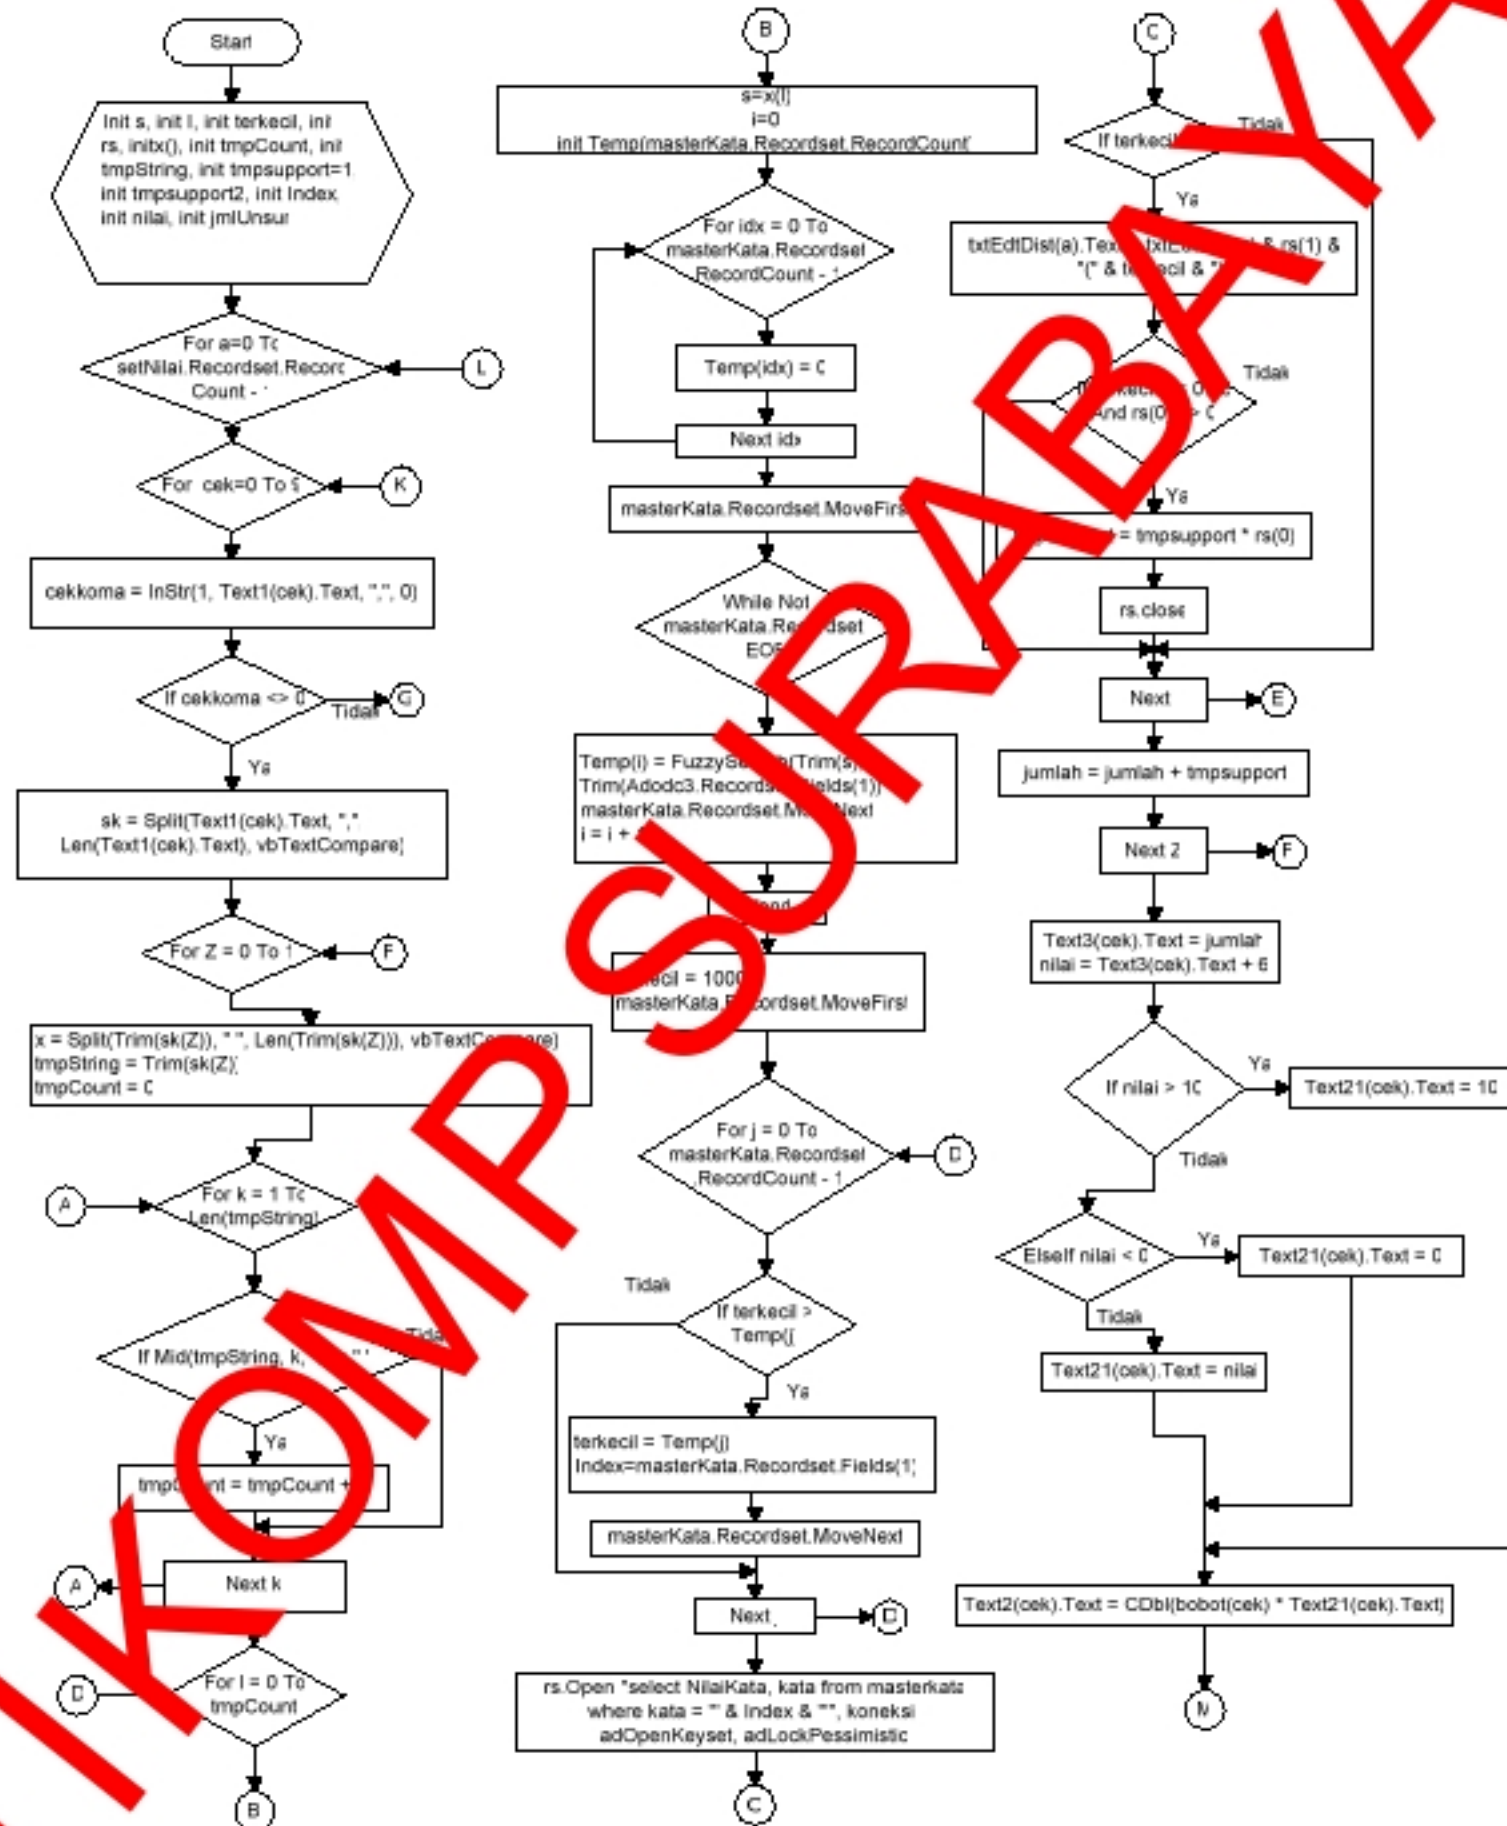 Start
Init s, init l, init terkecil, init
rs, initx(), init tmpCount, init
tmpString, init tmpsupport=1
init tmpsupport2, init Index,
init nilai, init jmlUnsur
For a=0 To
setNilai.Recordset.Record
Count -
L
For cek=0 To 9
K
cekkoma = InStr(1, Text1(cek).Text, ",", 0)
If cekkoma <> 0
Tidak
G
Ya
sk = Split(Text1(cek).Text, ",",
Len(Text1(cek).Text), vbTextCompare)
For Z = 0 To 1
F
x = Split(Trim(sk(Z)), " ", Len(Trim(sk(Z))), vbTextCompare)
tmpString = Trim(sk(Z))
tmpCount = 0
A
For k = 1 To
Len(tmpString)
If Mid(tmpString, k,
Tidak
Ya
tmpCount = tmpCount +
A
Next k
D
For l = 0 To
tmpCount
B
B
s=x(l)
i=0
init Temp(masterKata.Recordset.RecordCount)
For idx = 0 To
masterKata.Recordset
RecordCount - 1
Temp(idx) = 0
Next idx
masterKata.Recordset.MoveFirst
While Not
masterKata.Recordset
EOF
Temp(i) = FuzzySearch(Trim(s),
Trim(Adodc3.Recordset.Fields(1))
masterKata.Recordset.MoveNext
i = i +
terkecil = 1000
masterKata.Recordset.MoveFirst
For j = 0 To
masterKata.Recordset
.RecordCount - 1
D
Tidak
If terkecil >
Temp(j
Ya
terkecil = Temp(j)
Index=masterKata.Recordset.Fields(1)
masterKata.Recordset.MoveNext
Next
D
rs.Open "select NilaiKata, kata from masterkata
where kata = '" & Index & "'", koneksi
adOpenKeyset, adLockPessimistic
C
C
If terkecil
Tidak
Ya
txtEdtDist(a).Text & rs(1) &
"(" & terkecil &
Tidak
And rs(0) > 0
Ya
= tmpsupport * rs(0)
rs.close
Next
E
jumlah = jumlah + tmpsupport
Next Z
F
Text3(cek).Text = jumlah
nilai = Text3(cek).Text + 6
If nilai > 10
Ya
Text21(cek).Text = 10
Tidak
ElseIf nilai < 0
Ya
Text21(cek).Text = 0
Tidak
Text21(cek).Text = nilai
Text2(cek).Text = CDbl(bobot(cek) * Text21(cek).Text)
M
IKOMP SURABAYA